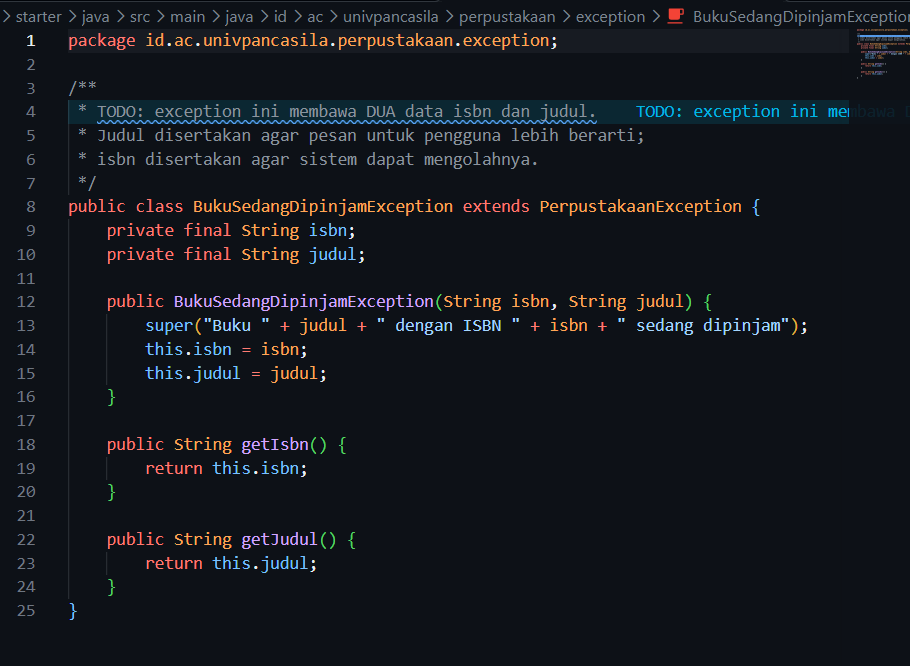 starter > java > src > main > java > id > ac > univpancasila > perpustakaan > exception > BukuSedangDipinjamException
1 package id.ac.univpancasila.perpustakaan.exception;
2
3 /**
4 * TODO: exception ini membawa DUA data isbn dan judul. TODO: exception ini membawa D
5 * Judul disertakan agar pesan untuk pengguna lebih berarti;
6 * isbn disertakan agar sistem dapat mengolahnya.
7 */
8 public class BukuSedangDipinjamException extends PerpustakaanException {
9 private final String isbn;
10 private final String judul;
11
12 public BukuSedangDipinjamException(String isbn, String judul) {
13 super("Buku " + judul + " dengan ISBN " + isbn + " sedang dipinjam");
14 this.isbn = isbn;
15 this.judul = judul;
16 }
17
18 public String getIsbn() {
19 return this.isbn;
20 }
21
22 public String getJudul() {
23 return this.judul;
24 }
25 }